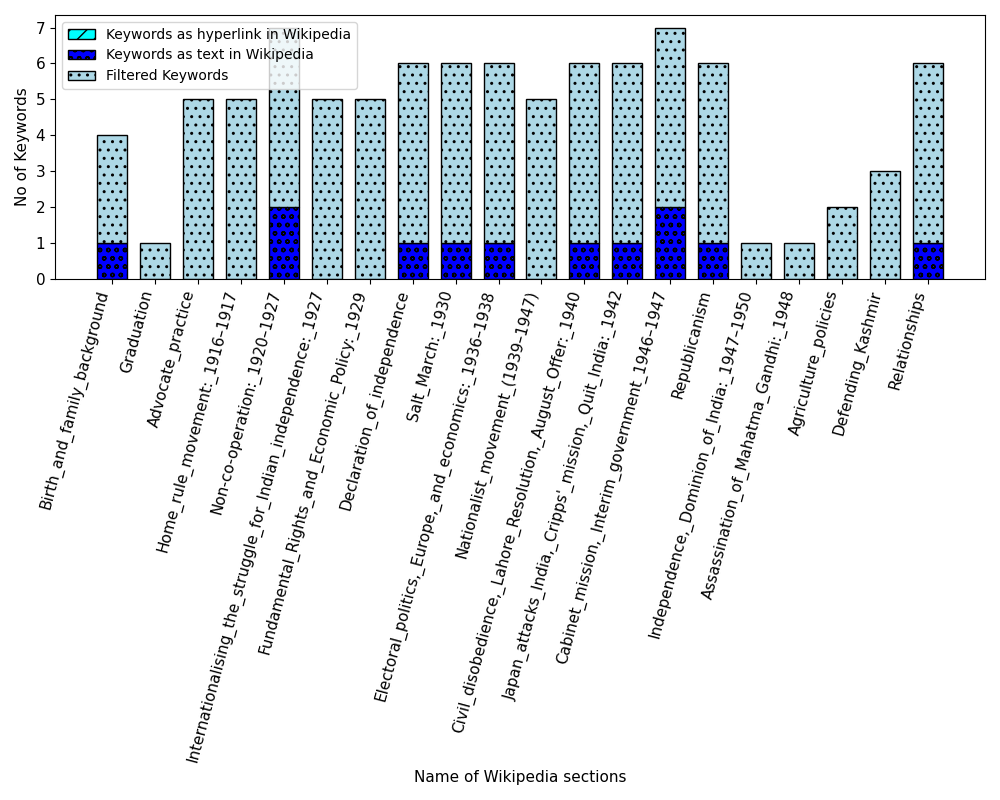 Keywords as hyperlink in Wikipedia
Keywords as text in Wikipedia
Filtered Keywords
No of Keywords
7
6
5
4
3
2
1
0
Birth_and_family_background
Graduation
Advocate_practice
Home_rule_movement:_1916–1917
Non-co-operation:_1920–1927
Internationalising_the_struggle_for_Indian_independence:_1927
Fundamental_Rights_and_Economic_Policy:_1929
Declaration_of_independence
Salt_March:_1930
Electoral_politics,_Europe,_and_economics:_1936–1938
Nationalist_movement_(1939–1947)
Civil_disobedience,_Lahore_Resolution,_August_Offer:_1940
Japan_attacks_India,_Cripps'_mission,_Quit_India:_1942
Cabinet_mission,_Interim_government_1946–1947
Republicanism
Independence,_Dominion_of_India:_1947–1950
Assassination_of_Mahatma_Gandhi:_1948
Agriculture_policies
Defending_Kashmir
Relationships
Name of Wikipedia sections